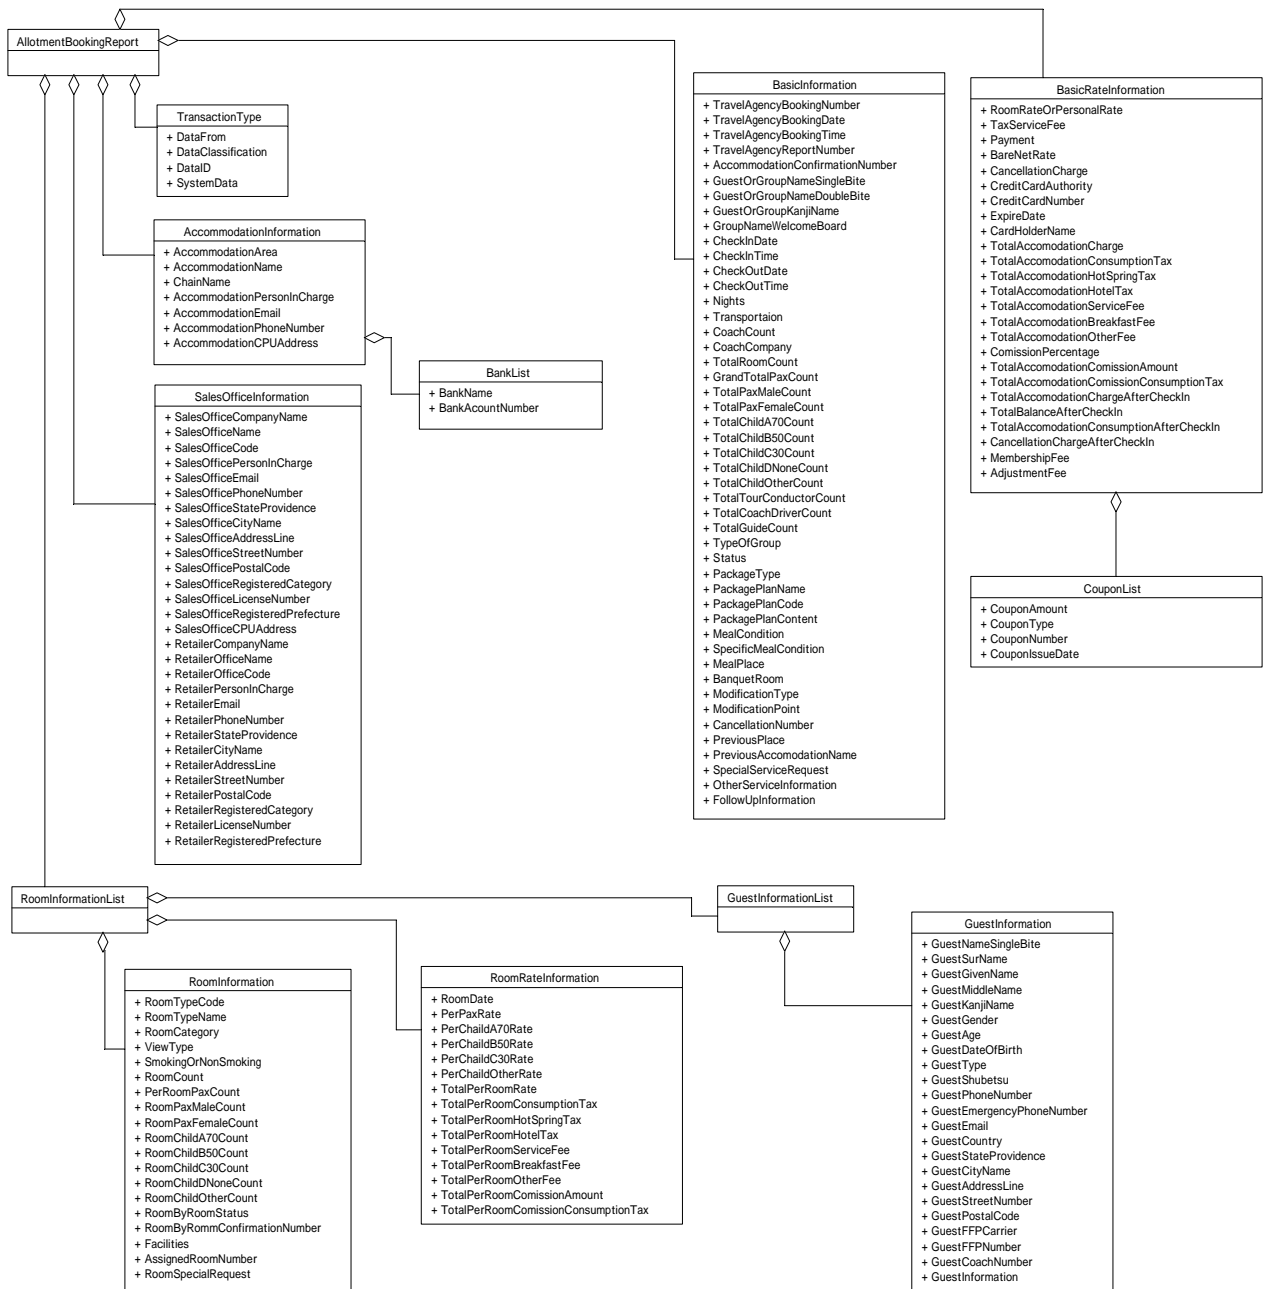 AllotmentBookingReport
TransactionType
+ DataFrom
+ DataClassification
+ DataID
+ SystemData
AccommodationInformation
+ AccommodationArea
+ AccommodationName
+ ChainName
+ AccommodationPersonInCharge
+ AccommodationEmail
+ AccommodationPhoneNumber
+ AccommodationCPUAddress
BankList
+ BankName
+ BankAcountNumber
SalesOfficeInformation
+ SalesOfficeCompanyName
+ SalesOfficeName
+ SalesOfficeCode
+ SalesOfficePersonInCharge
+ SalesOfficeEmail
+ SalesOfficePhoneNumber
+ SalesOfficeStateProvidence
+ SalesOfficeCityName
+ SalesOfficeAddressLine
+ SalesOfficeStreetNumber
+ SalesOfficePostalCode
+ SalesOfficeRegisteredCategory
+ SalesOfficeLicenseNumber
+ SalesOfficeRegisteredPrefecture
+ SalesOfficeCPUAddress
+ RetailerCompanyName
+ RetailerOfficeName
+ RetailerOfficeCode
+ RetailerPersonInCharge
+ RetailerEmail
+ RetailerPhoneNumber
+ RetailerStateProvidence
+ RetailerCityName
+ RetailerAddressLine
+ RetailerStreetNumber
+ RetailerPostalCode
+ RetailerRegisteredCategory
+ RetailerLicenseNumber
+ RetailerRegisteredPrefecture
BasicInformation
+ TravelAgencyBookingNumber
+ TravelAgencyBookingDate
+ TravelAgencyBookingTime
+ TravelAgencyReportNumber
+ AccommodationConfirmationNumber
+ GuestOrGroupNameSingleBite
+ GuestOrGroupNameDoubleBite
+ GuestOrGroupKanjiName
+ GroupNameWelcomeBoard
+ CheckInDate
+ CheckInTime
+ CheckOutDate
+ CheckOutTime
+ Nights
+ Transportaion
+ CoachCount
+ CoachCompany
+ TotalRoomCount
+ GrandTotalPaxCount
+ TotalPaxMaleCount
+ TotalPaxFemaleCount
+ TotalChildA70Count
+ TotalChildB50Count
+ TotalChildC30Count
+ TotalChildDNoneCount
+ TotalChildOtherCount
+ TotalTourConductorCount
+ TotalCoachDriverCount
+ TotalGuideCount
+ TypeOfGroup
+ Status
+ PackageType
+ PackagePlanName
+ PackagePlanCode
+ PackagePlanContent
+ MealCondition
+ SpecificMealCondition
+ MealPlace
+ BanquetRoom
+ ModificationType
+ ModificationPoint
+ CancellationNumber
+ PreviousPlace
+ PreviousAccomodationName
+ SpecialServiceRequest
+ OtherServiceInformation
+ FollowUpInformation
BasicRateInformation
+ RoomRateOrPersonalRate
+ TaxServiceFee
+ Payment
+ BareNetRate
+ CancellationCharge
+ CreditCardAuthority
+ CreditCardNumber
+ ExpireDate
+ CardHolderName
+ TotalAccomodationCharge
+ TotalAccomodationConsumptionTax
+ TotalAccomodationHotSpringTax
+ TotalAccomodationHotelTax
+ TotalAccomodationServiceFee
+ TotalAccomodationBreakfastFee
+ TotalAccomodationOtherFee
+ ComissionPercentage
+ TotalAccomodationComissionAmount
+ TotalAccomodationComissionConsumptionTax
+ TotalAccomodationChargeAfterCheckIn
+ TotalBalanceAfterCheckIn
+ TotalAccomodationConsumptionAfterCheckIn
+ CancellationChargeAfterCheckIn
+ MembershipFee
+ AdjustmentFee
CouponList
+ CouponAmount
+ CouponType
+ CouponNumber
+ CouponIssueDate
RoomInformationList
GuestInformationList
RoomInformation
+ RoomTypeCode
+ RoomTypeName
+ RoomCategory
+ ViewType
+ SmokingOrNonSmoking
+ RoomCount
+ PerRoomPaxCount
+ RoomPaxMaleCount
+ RoomPaxFemaleCount
+ RoomChildA70Count
+ RoomChildB50Count
+ RoomChildC30Count
+ RoomChildDNoneCount
+ RoomChildOtherCount
+ RoomByRoomStatus
+ RoomByRommConfirmationNumber
+ Facilities
+ AssignedRoomNumber
+ RoomSpecialRequest
RoomRateInformation
+ RoomDate
+ PerPaxRate
+ PerChaildA70Rate
+ PerChaildB50Rate
+ PerChaildC30Rate
+ PerChaildOtherRate
+ TotalPerRoomRate
+ TotalPerRoomConsumptionTax
+ TotalPerRoomHotSpringTax
+ TotalPerRoomHotelTax
+ TotalPerRoomServiceFee
+ TotalPerRoomBreakfastFee
+ TotalPerRoomOtherFee
+ TotalPerRoomComissionAmount
+ TotalPerRoomComissionConsumptionTax
GuestInformation
+ GuestNameSingleBite
+ GuestSurName
+ GuestGivenName
+ GuestMiddleName
+ GuestKanjiName
+ GuestGender
+ GuestAge
+ GuestDateOfBirth
+ GuestType
+ GuestShubetsu
+ GuestPhoneNumber
+ GuestEmergencyPhoneNumber
+ GuestEmail
+ GuestCountry
+ GuestStateProvidence
+ GuestCityName
+ GuestAddressLine
+ GuestStreetNumber
+ GuestPostalCode
+ GuestFFPCarrier
+ GuestFFPNumber
+ GuestCoachNumber
+ GuestInformation